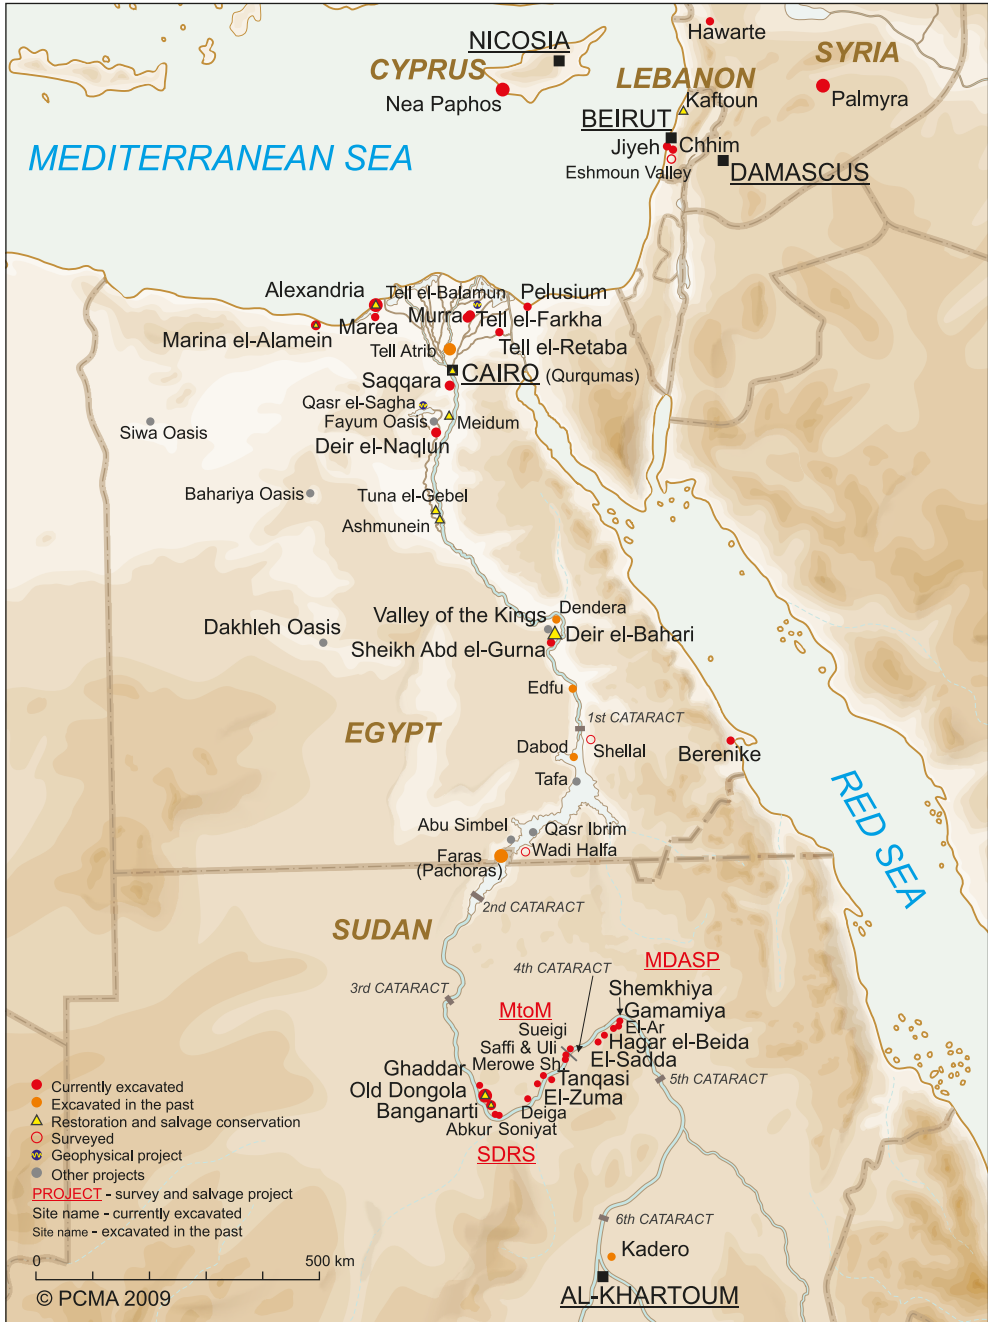 NICOSIA
CYPRUS
Nea Paphos
Hawarte
SYRIA
LEBANON
Kaftoun
Palmyra
BEIRUT
Jiyeh
Chhim
Eshmoun Valley
DAMASCUS
MEDITERRANEAN SEA
Alexandria
Tell el-Balamun
Pelusium
Murra
Tell el-Farkha
Marea
Marina el-Alamein
Tell el-Retaba
Tell Atrib
CAIRO (Qurqumas)
Saqqara
Qasr el-Sagha
Fayum Oasis
Meidum
Siwa Oasis
Deir el-Naqlun
Bahariya Oasis
Tuna el-Gebel
Ashmunein
Valley of the Kings
Dendera
Dakhleh Oasis
Deir el-Bahari
Sheikh Abd el-Gurna
Edfu
1st CATARACT
EGYPT
Dabod
Shellal
Berenike
Tafa
RED SEA
Abu Simbel
Qasr Ibrim
Wadi Halfa
Faras
(Pachoras)
2nd CATARACT
SUDAN
4th CATARACT
MDASP
3rd CATARACT
Shemkhiya
MtoM
Gamamiya
Sueigi
El-Ar
Saffi & Uli
Hagar el-Beida
Merowe Sh.
El-Sadda
Ghaddar
Tanqasi
5th CATARACT
Old Dongola
El-Zuma
Banganarti
Deiga
Abkur
Soniyat
SDRS
6th CATARACT
Kadero
AL-KHARTOUM
Currently excavated
Excavated in the past
Restoration and salvage conservation
Surveyed
Geophysical project
Other projects
PROJECT - survey and salvage project
Site name - currently excavated
Site name - excavated in the past
0 500 km
© PCMA 2009